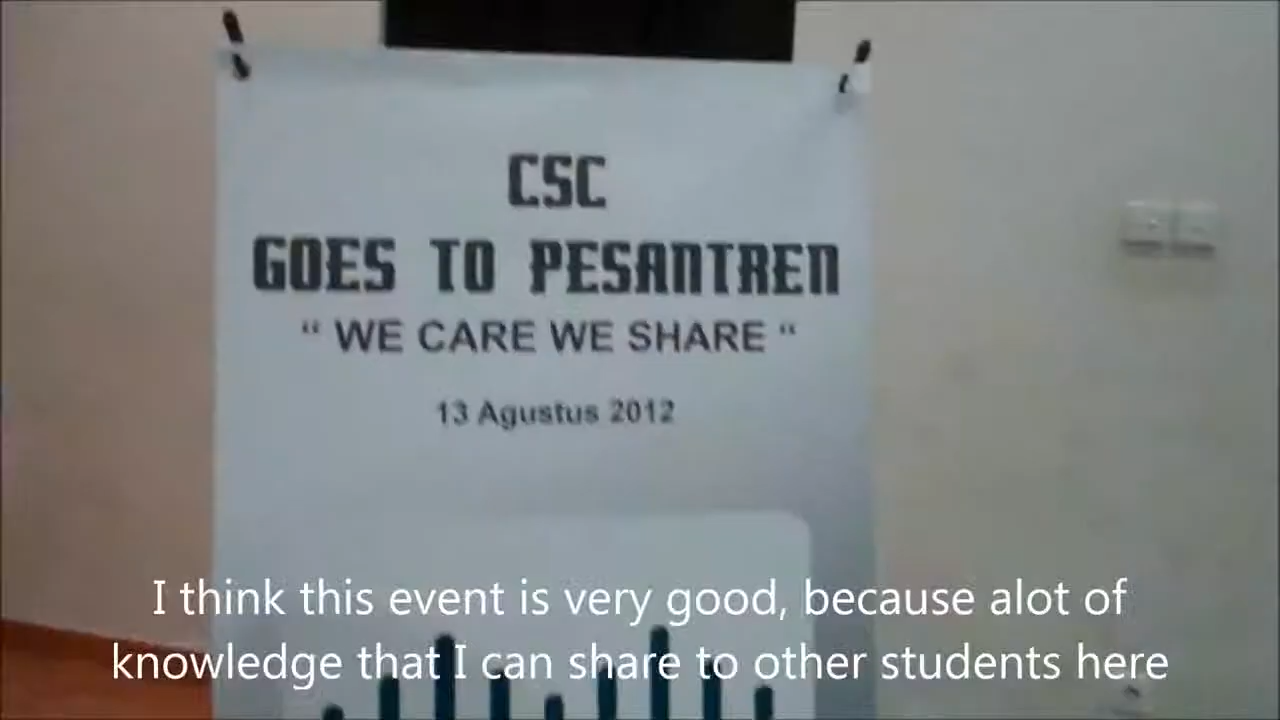 CSC
GOES TO PESANTREN
“ WE CARE WE SHARE “
13 Agustus 2012
I think this event is very good, because alot of
knowledge that I can share to other students here